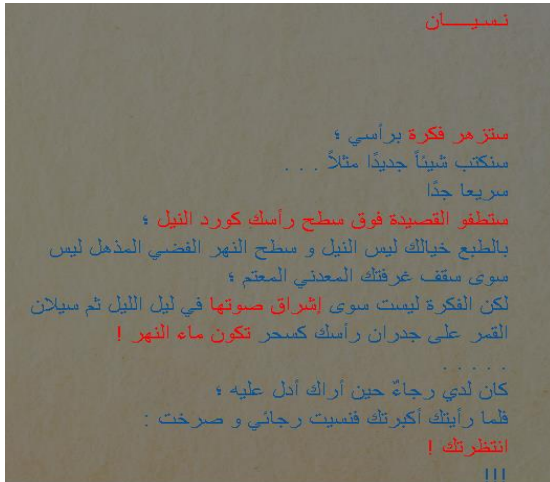 نـسـيـــــان
ستزهر فكرة برأسي ؛
سنكتب شيئاً جديدًا مثلاً . . .
سريعا جدًا
ستطفو القصيدة فوق سطح رأسك كورد النيل ؛
بالطبع خيالك ليس النيل و سطح النهر الفضي المذهل ليس
سوى سقف غرفتك المعدني المعتم ؛
لكن الفكرة ليست سوى إشراق صوتها في ليل الليل ثم سيلان
القمر على جدران رأسك كسحر تكون ماء النهر !
. . . . .
كان لدي رجاءٌ حين أراك أدل عليه ؛
فلما رأيتك أكبرتك فنسيت رجائي و صرخت :
انتظرتك !
!!!